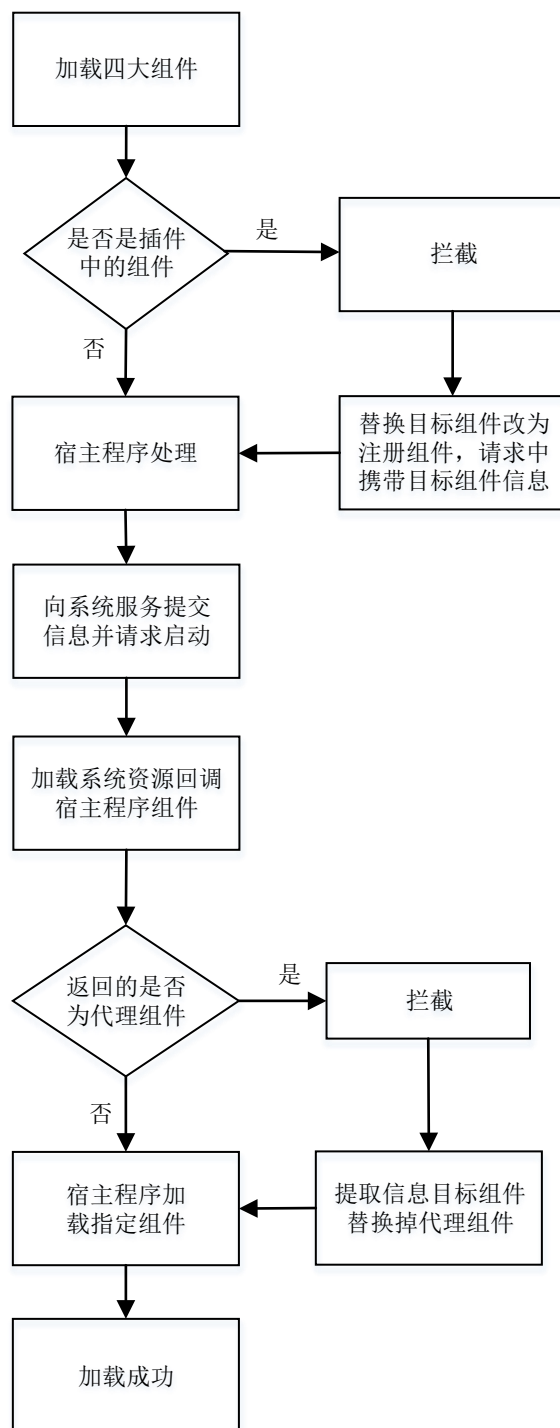 加载四大组件
是否是插件
中的组件
是
拦截
否
宿主程序处理
替换目标组件改为
注册组件，请求中
携带目标组件信息
向系统服务提交
信息并请求启动
加载系统资源回调
宿主程序组件
返回的是否
为代理组件
是
拦截
否
宿主程序加
载指定组件
提取信息目标组件
替换掉代理组件
加载成功